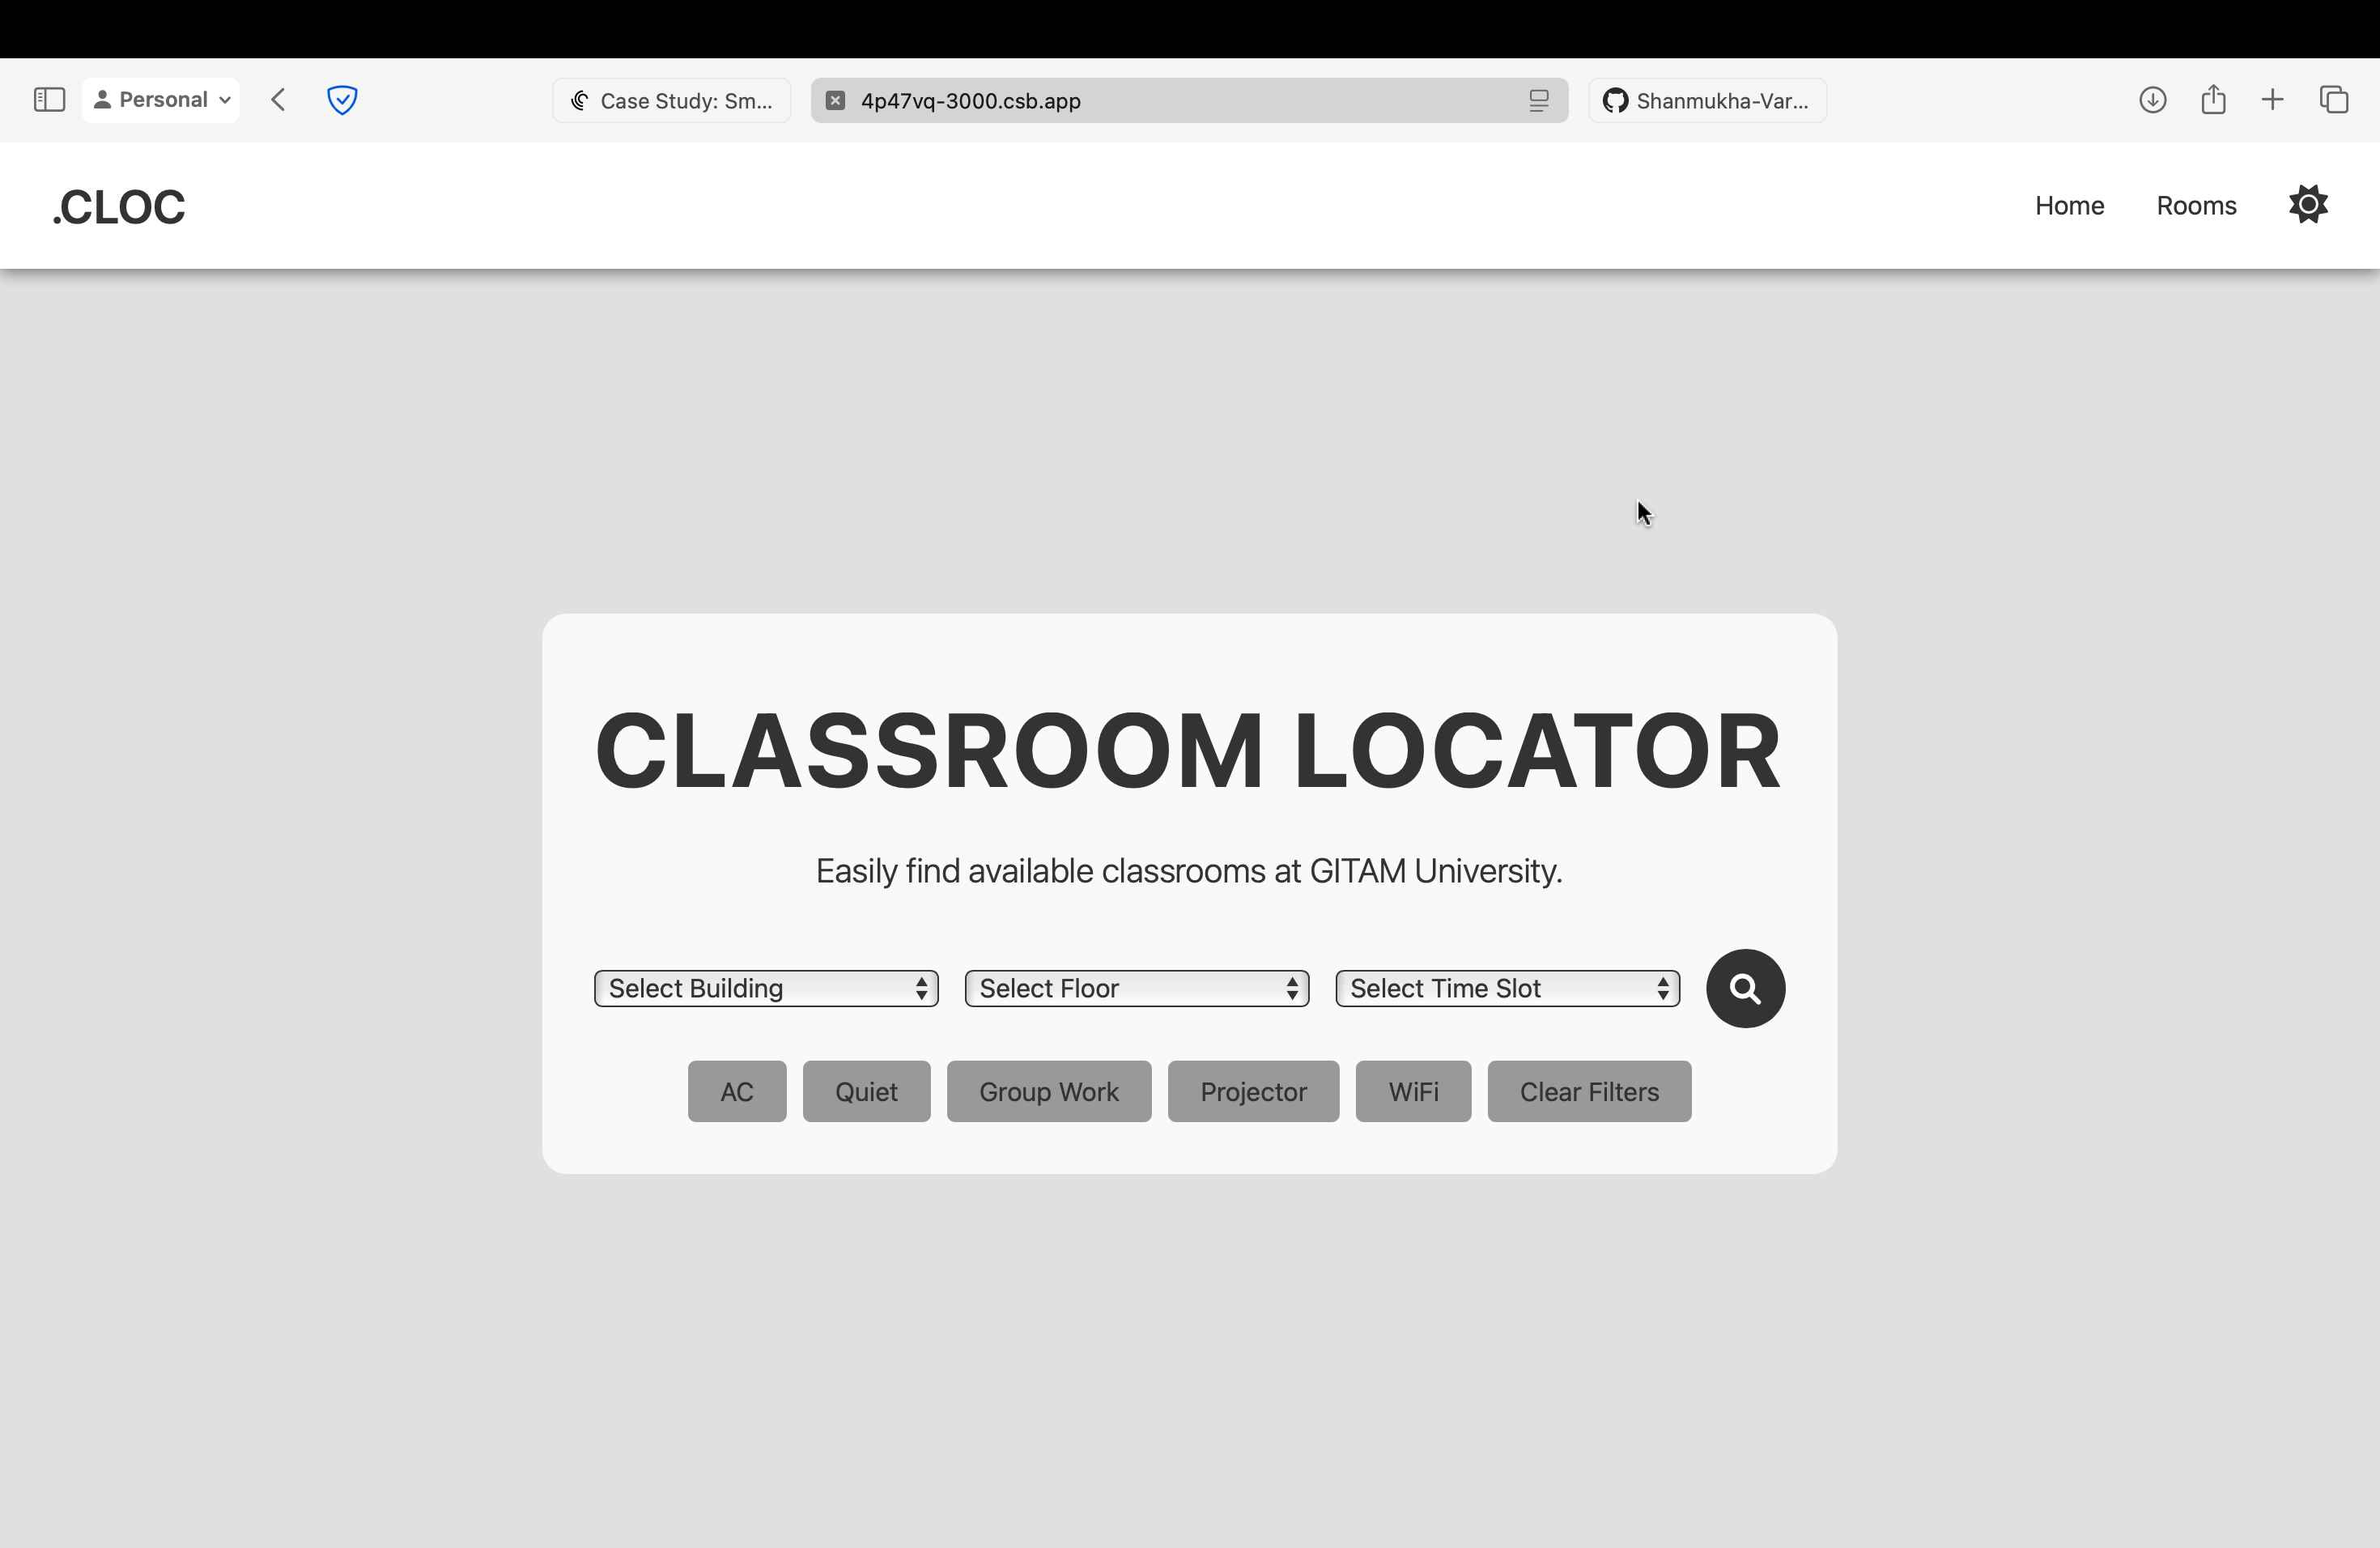 Personal
Case Study: Sm...
4p47vq-3000.csb.app
Shanmukha-Var...
.CLOC
Home
Rooms
CLASSROOM LOCATOR
Easily find available classrooms at GITAM University.
Select Building
Select Floor
Select Time Slot
AC
Quiet
Group Work
Projector
WiFi
Clear Filters